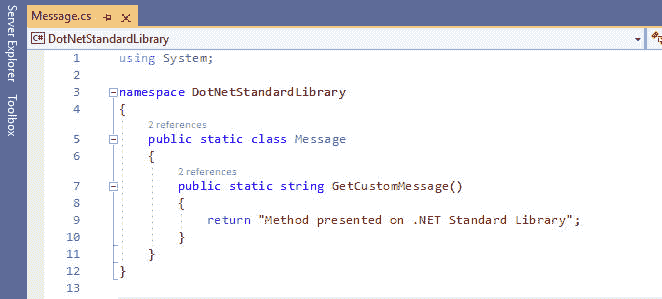 Server Explorer
Toolbox
Message.cs
C# DotNetStandardLibrary
1 using System;
2
3 namespace DotNetStandardLibrary
4 {
2 references
5 public static class Message
6 {
2 references
7 public static string GetCustomMessage()
8 {
9 return "Method presented on .NET Standard Library";
10 }
11 }
12 }
13